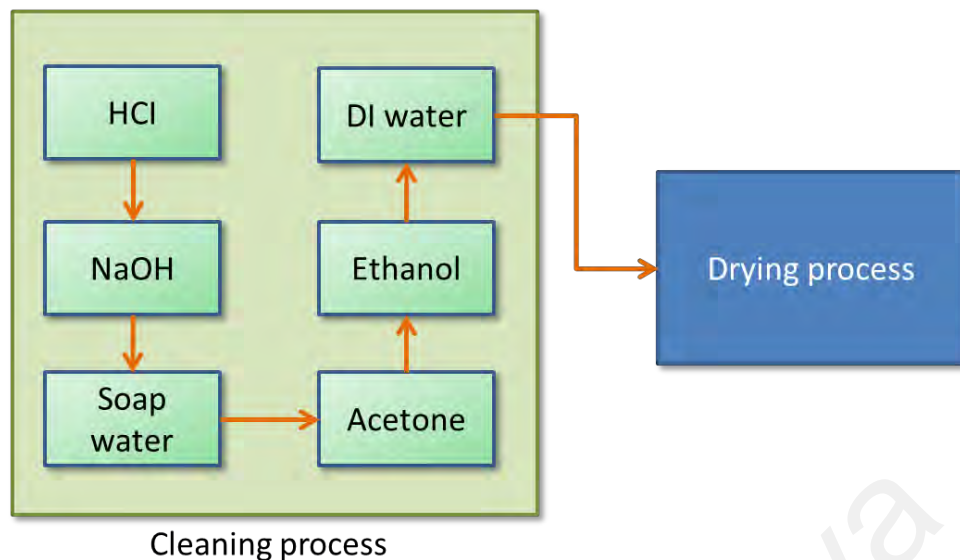 HCl
NaOH
Soap
water
Acetone
Ethanol
DI water
Drying process
Cleaning process